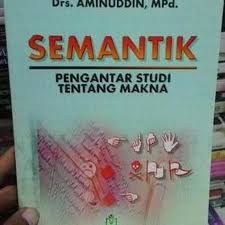 Drs. AMINUDDIN, MPd.
SEMANTIK
PENGANTAR STUDI
TENTANG MAKNA